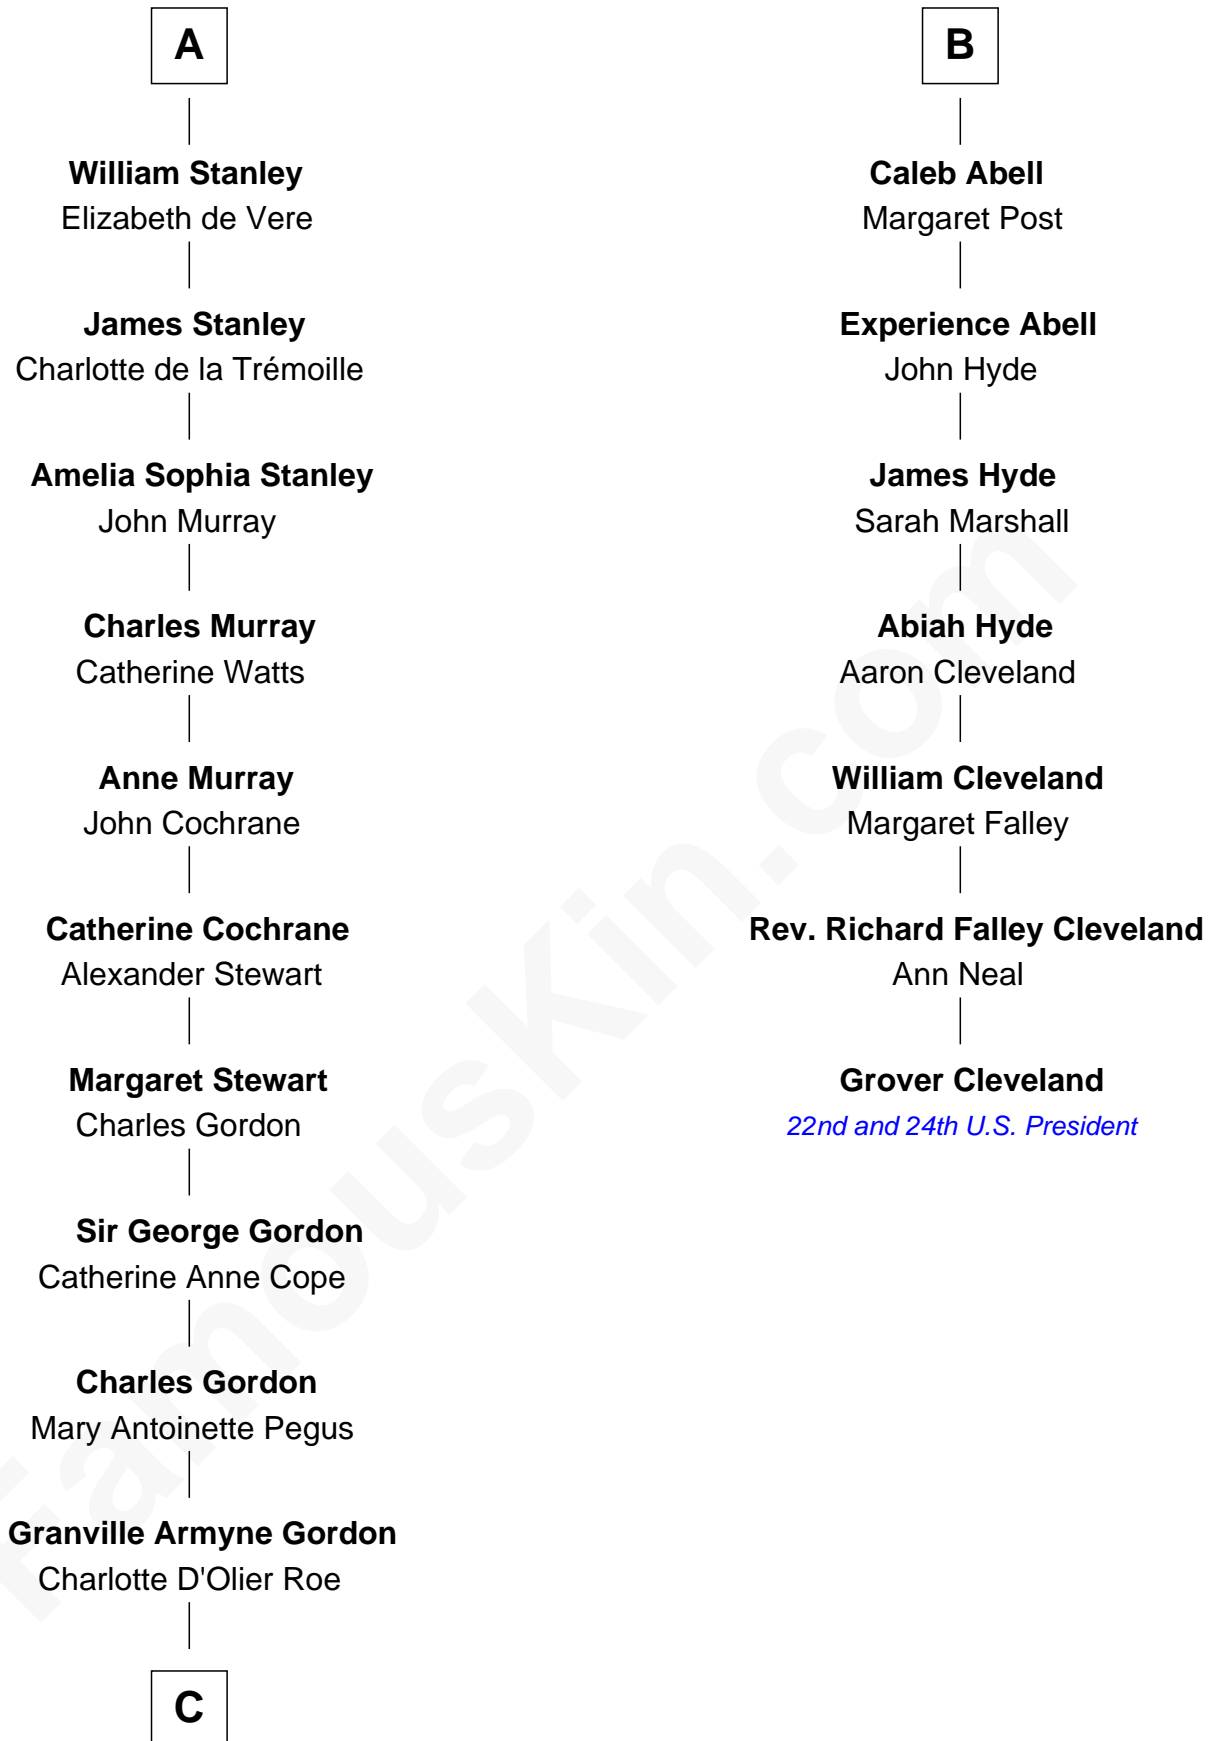 A
William Stanley
Elizabeth de Vere
James Stanley
Charlotte de la Trémoille
Amelia Sophia Stanley
John Murray
Charles Murray
Catherine Watts
Anne Murray
John Cochrane
Catherine Cochrane
Alexander Stewart
Margaret Stewart
Charles Gordon
Sir George Gordon
Catherine Anne Cope
Charles Gordon
Mary Antoinette Pegus
Granville Armyne Gordon
Charlotte D'Olier Roe
C
B
Caleb Abell
Margaret Post
Experience Abell
John Hyde
James Hyde
Sarah Marshall
Abiah Hyde
Aaron Cleveland
William Cleveland
Margaret Falley
Rev. Richard Falley Cleveland
Ann Neal
Grover Cleveland
22nd and 24th U.S. President
FamousKin.com